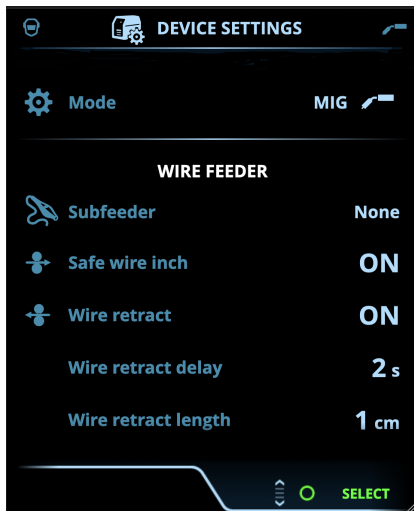 DEVICE SETTINGS
Mode MIG
WIRE FEEDER
Subfeeder None
Safe wire inch ON
Wire retract ON
Wire retract delay 2 s
Wire retract length 1 cm
SELECT